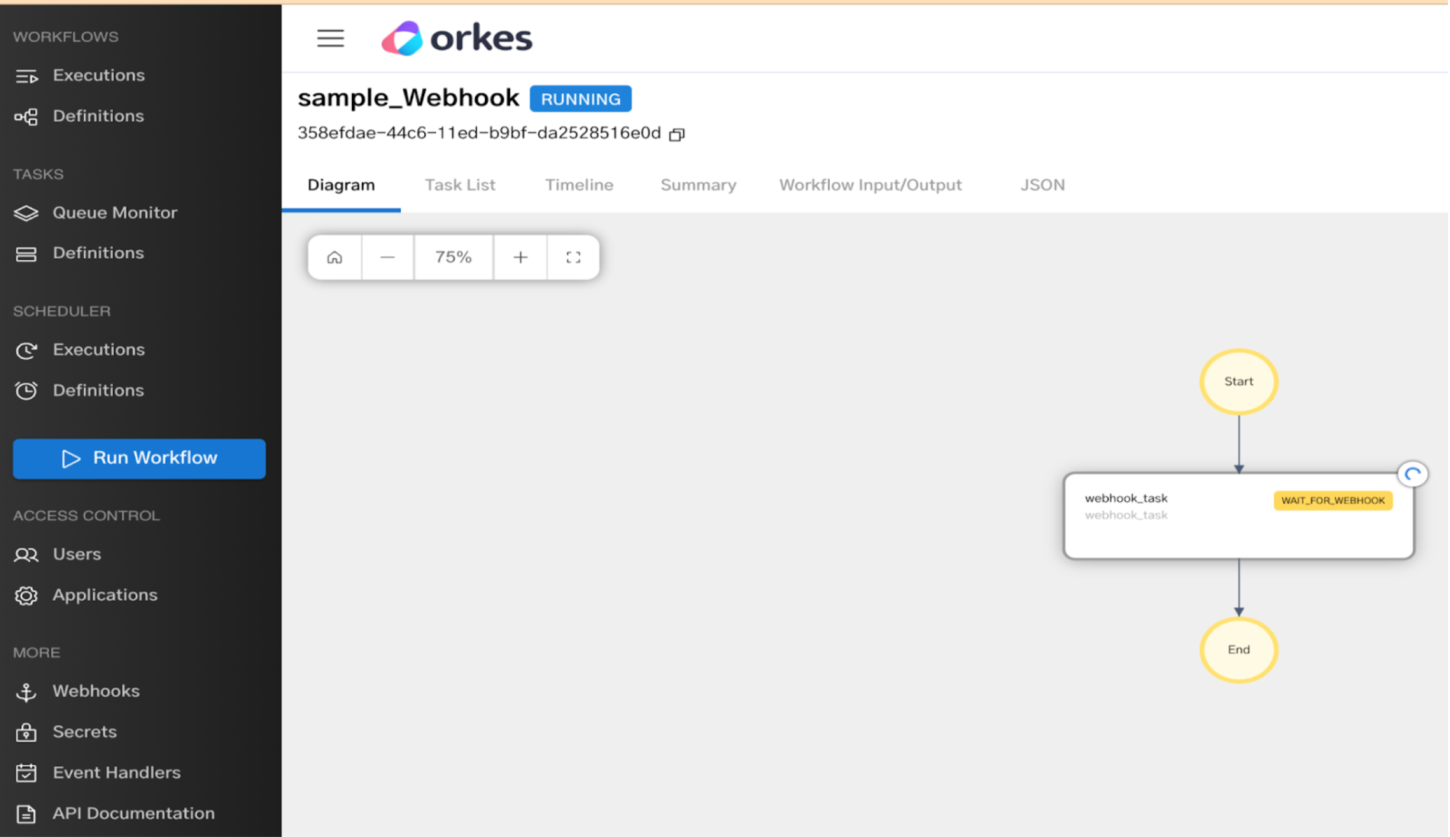 WORKFLOWS
Executions
Definitions
TASKS
Queue Monitor
Definitions
SCHEDULER
Executions
Definitions
Run Workflow
ACCESS CONTROL
Users
Applications
MORE
Webhooks
Secrets
Event Handlers
API Documentation
orkes
sample_Webhook RUNNING
358efdae-44c6-11ed-b9bf-da2528516e0d
Diagram Task List Timeline Summary Workflow Input/Output JSON
75%
Start
webhook_task WAIT_FOR_WEBHOOK
webhook_task
End